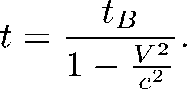 t = \frac{t_B}{1 - \frac{V^2}{c^2}}.